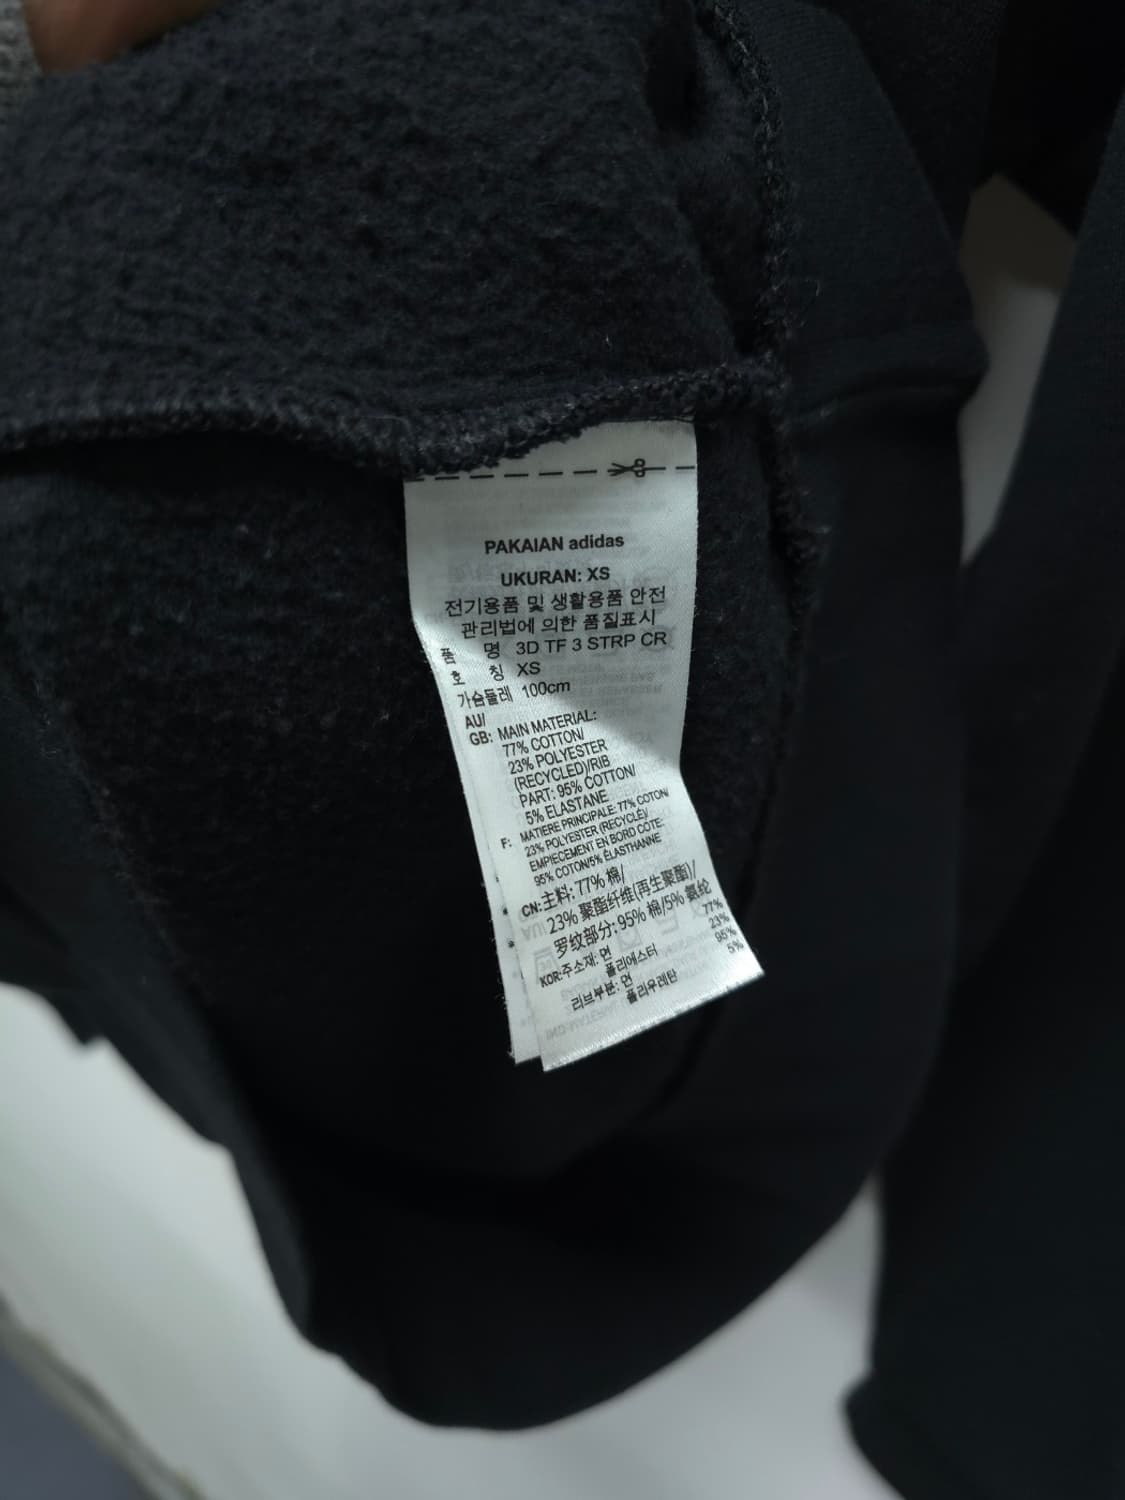 PAKAIAN adidas
UKURAN: XS
전기용품 및 생활용품 안전
관리법에 의한 품질표시
품 명 3D TF 3 STRP CR
호 칭 XS
가슴둘레 100cm
AU/
GB: MAIN MATERIAL:
77% COTTON/
23% POLYESTER
(RECYCLED)/RIB
PART: 95% COTTON/
5% ELASTANE
F: MATIERE PRINCIPALE: 77% COTON/
23% POLYESTER (RECYCLÉ)/
EMPIECEMENT EN BORD CÔTE:
95% COTON/5% ÉLASTHANNE
CN:主料: 77% 棉/
23% 聚酯纤维(再生聚酯)/
罗纹部分: 95% 棉/5% 氨纶
KOR:주소재: 면 77%
폴리에스터 23%
리브부분: 면 95%
폴리우레탄 5%